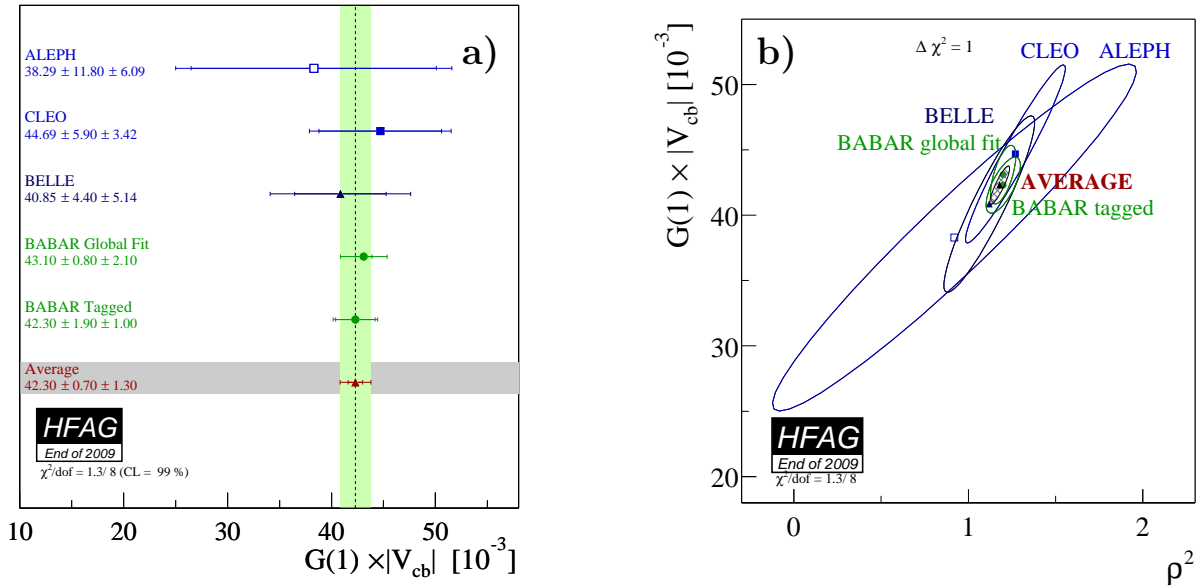 a)
ALEPH
38.29 ± 11.80 ± 6.09
CLEO
44.69 ± 5.90 ± 3.42
BELLE
40.85 ± 4.40 ± 5.14
BABAR Global Fit
43.10 ± 0.80 ± 2.10
BABAR Tagged
42.30 ± 1.90 ± 1.00
Average
42.30 ± 0.70 ± 1.30
HFAG
End of 2009
χ²/dof = 1.3/ 8 (CL = 99 %)
10 20 30 40 50
G(1) ×|V_cb| [10⁻³]
b)
Δ χ² = 1
CLEO ALEPH
BELLE
BABAR global fit
AVERAGE
BABAR tagged
HFAG
End of 2009
χ²/dof = 1.3/ 8
G(1) × |V_cb| [10⁻³]
50
40
30
20
0 1 2
ρ²